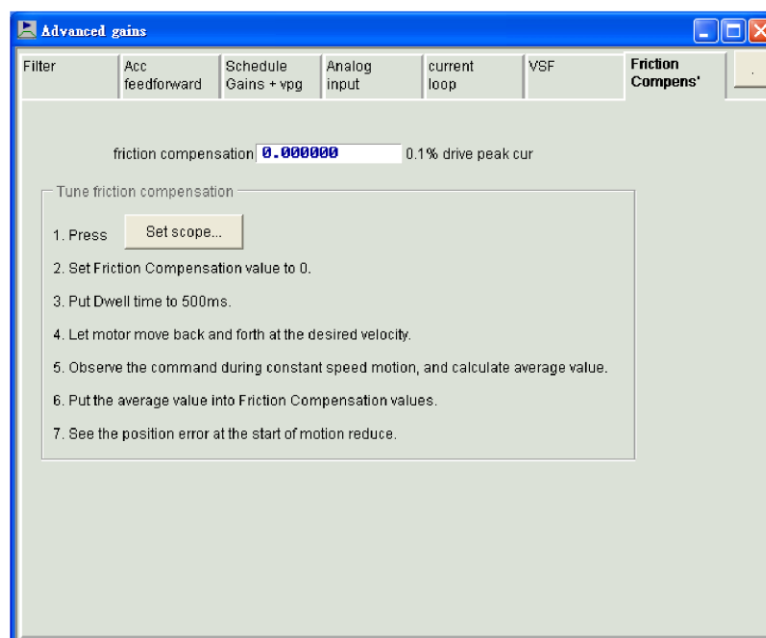 Advanced gains
Filter
Acc feedforward
Schedule Gains + vpg
Analog input
current loop
VSF
Friction Compens'
.
friction compensation 0.000000 0.1% drive peak cur
Tune friction compensation
1. Press Set scope...
2. Set Friction Compensation value to 0.
3. Put Dwell time to 500ms.
4. Let motor move back and forth at the desired velocity.
5. Observe the command during constant speed motion, and calculate average value.
6. Put the average value into Friction Compensation values.
7. See the position error at the start of motion reduce.